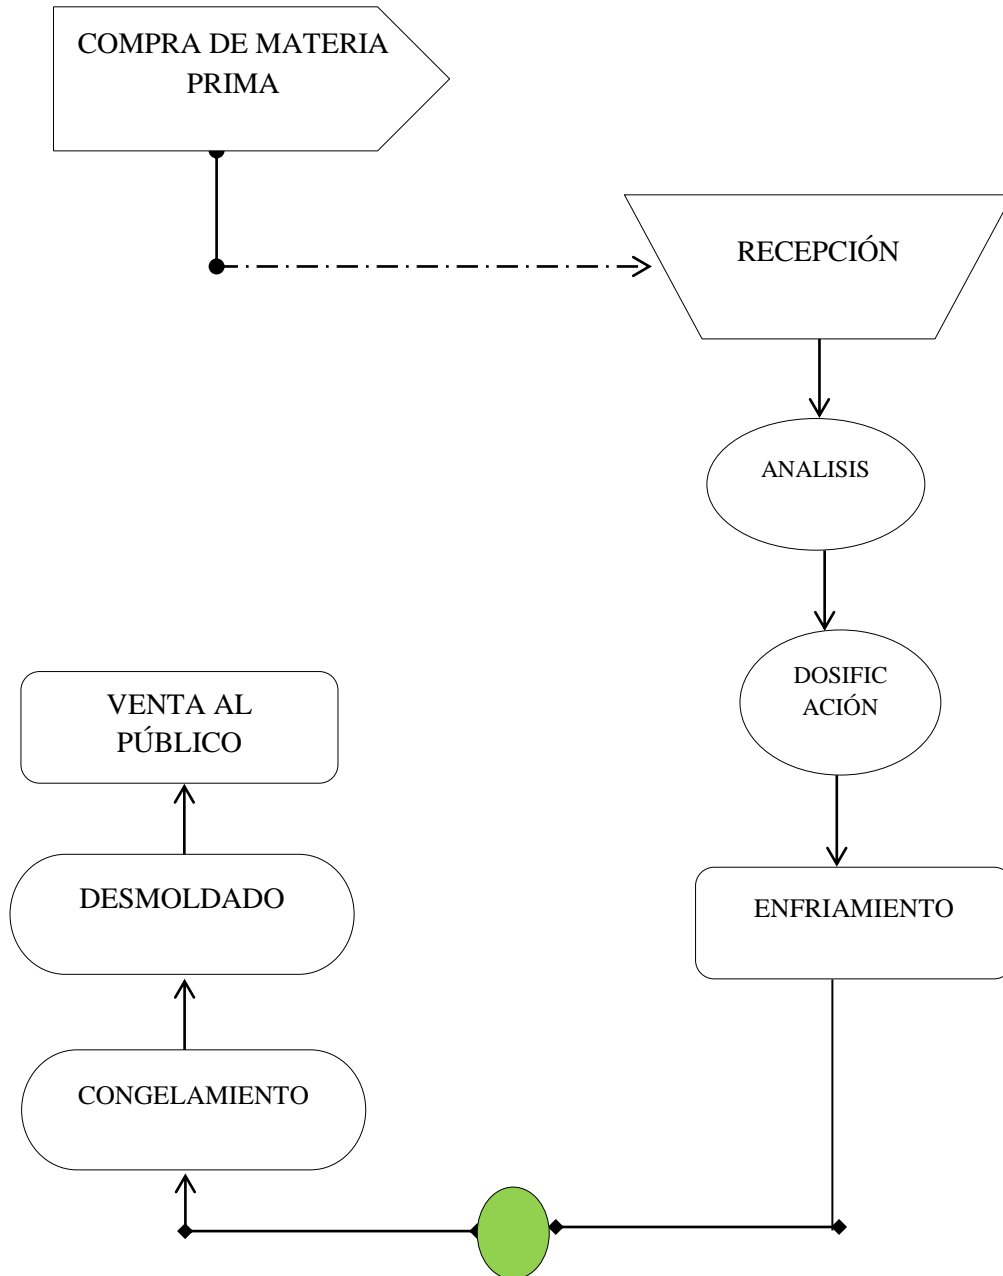 COMPRA DE MATERIA
PRIMA
RECEPCIÓN
ANALISIS
DOSIFIC
ACIÓN
ENFRIAMIENTO
CONGELAMIENTO
DESMOLDADO
VENTA AL
PÚBLICO